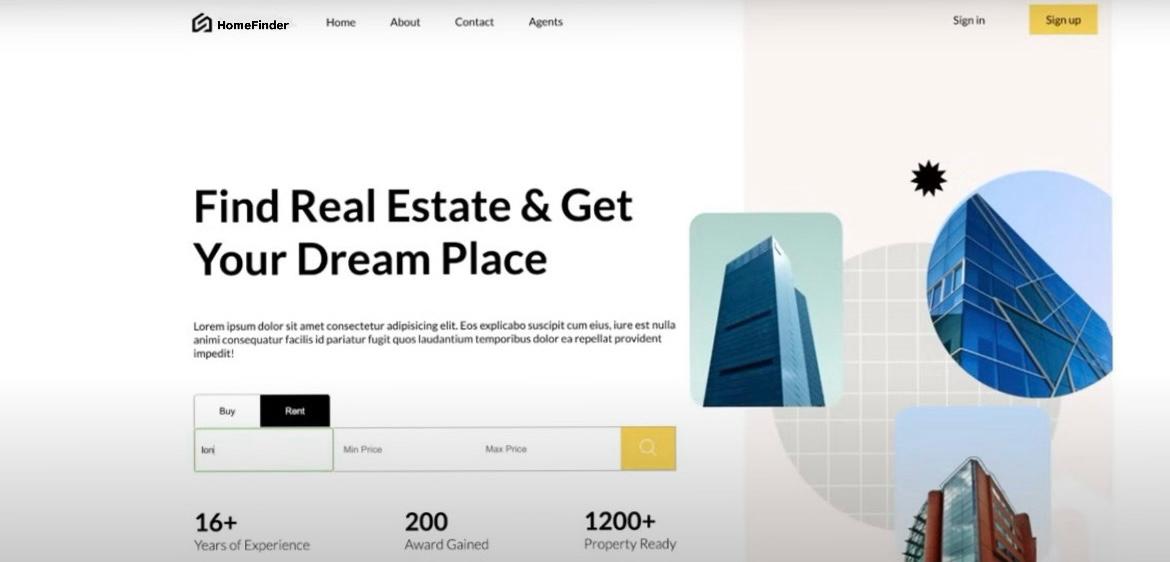 HomeFinder Home About Contact Agents Sign in Sign up
Find Real Estate & Get
Your Dream Place
Lorem ipsum dolor sit amet consectetur adipisicing elit. Eos explicabo suscipit cum eius, iure est nulla
animi consequatur facilis id pariatur fugit quos laudantium temporibus dolor ea repellat provident
impedit!
Buy Rent
lon Min Price Max Price
16+ 200 1200+
Years of Experience Award Gained Property Ready